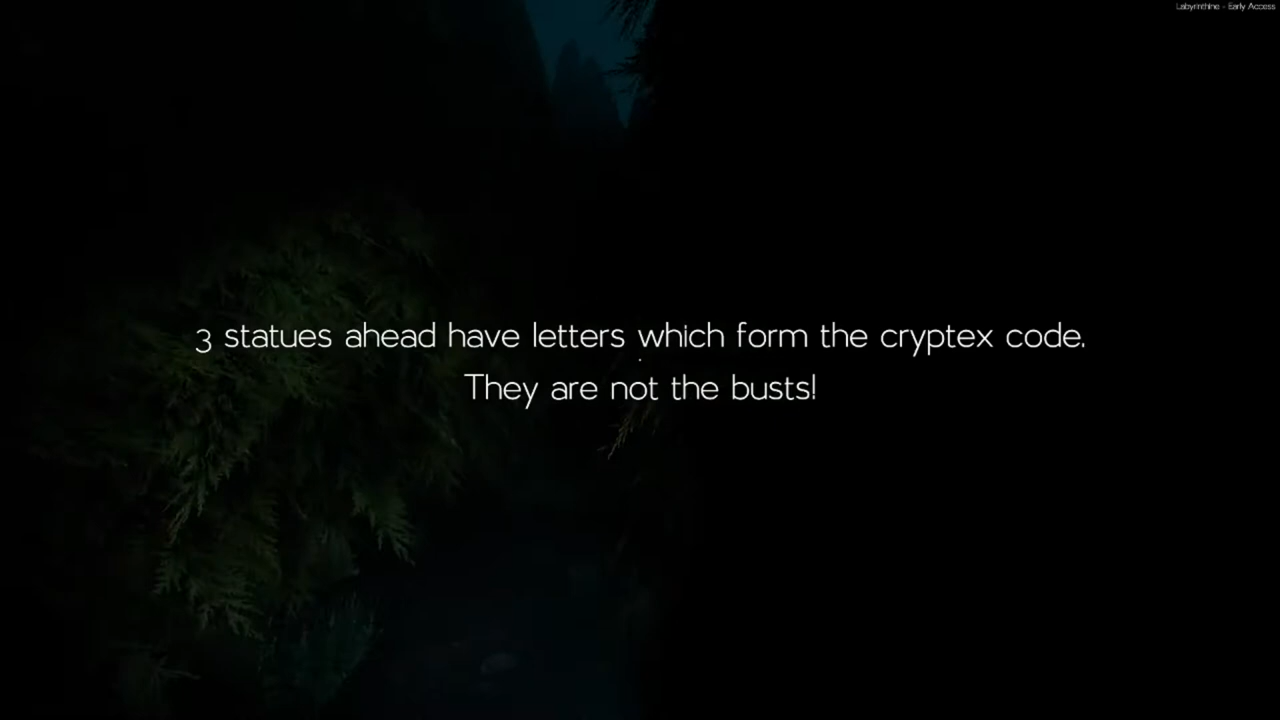 Labyrinthine - Early Access
3 statues ahead have letters which form the cryptex code.
They are not the busts!